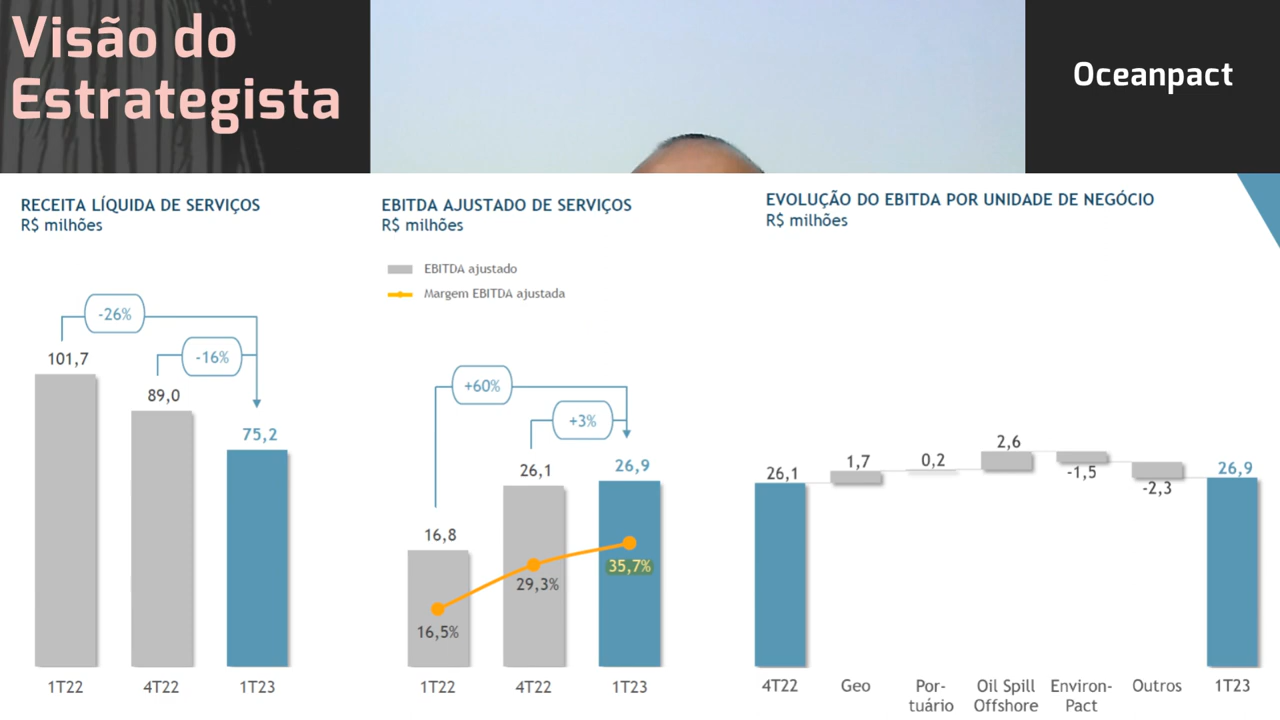 Visão do
Estrategista
Oceanpact
RECEITA LÍQUIDA DE SERVIÇOS
R$ milhões
-26%
-16%
101,7
89,0
75,2
1T22
4T22
1T23
EBITDA AJUSTADO DE SERVIÇOS
R$ milhões
EBITDA ajustado
Margem EBITDA ajustada
+60%
+3%
16,8
26,1
26,9
16,5%
29,3%
35,7%
1T22
4T22
1T23
EVOLUÇÃO DO EBITDA POR UNIDADE DE NEGÓCIO
R$ milhões
26,1
1,7
0,2
2,6
-1,5
-2,3
26,9
4T22
Geo
Por-
tuário
Oil Spill
Offshore
Environ-
Pact
Outros
1T23